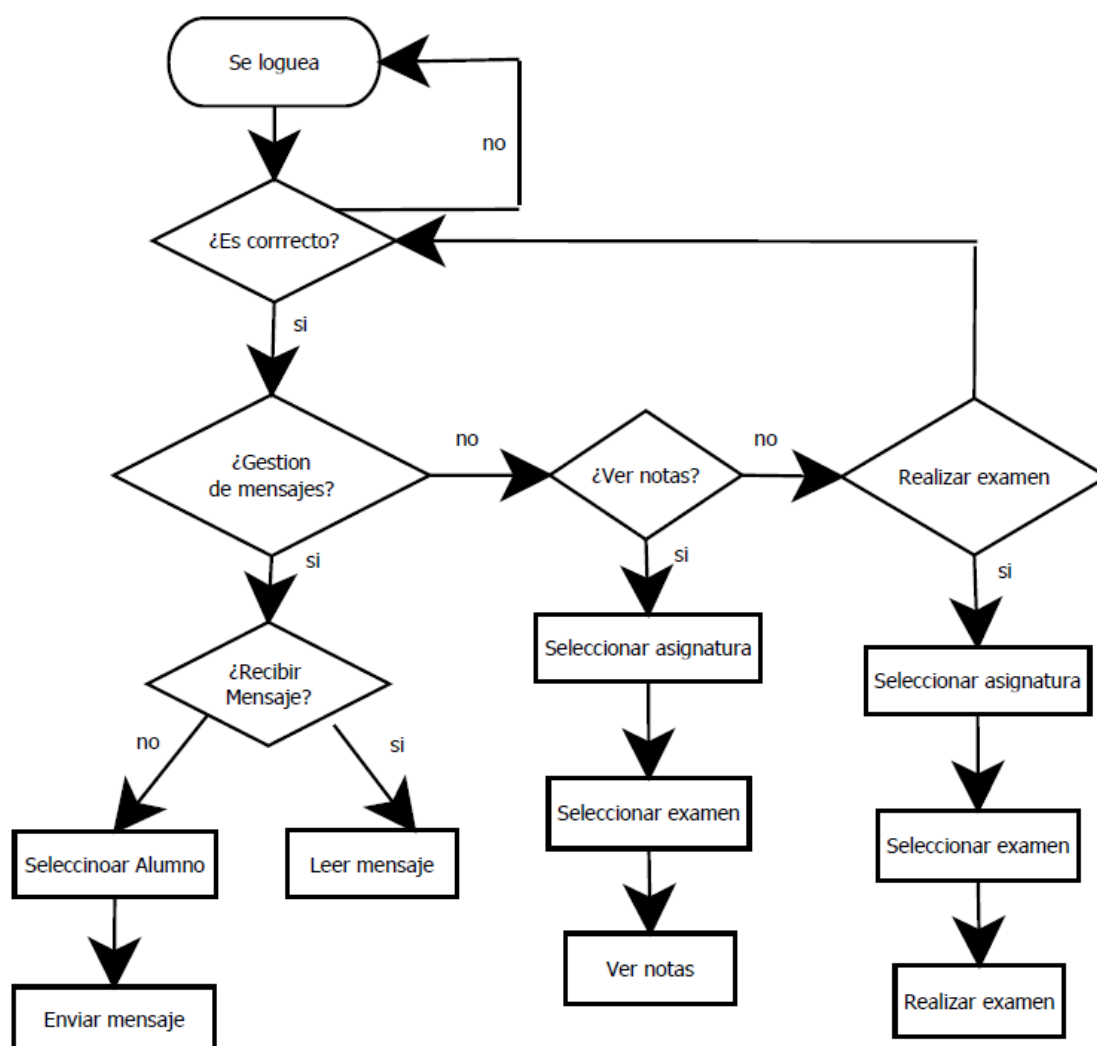 Se loguea
no
¿Es corrrecto?
si
¿Gestion
de mensajes?
no
¿Ver notas?
no
Realizar examen
si
si
si
¿Recibir
Mensaje?
Seleccionar asignatura
Seleccionar asignatura
no
si
Seleccionar examen
Seleccinoar Alumno
Leer mensaje
Seleccionar examen
Ver notas
Enviar mensaje
Realizar examen